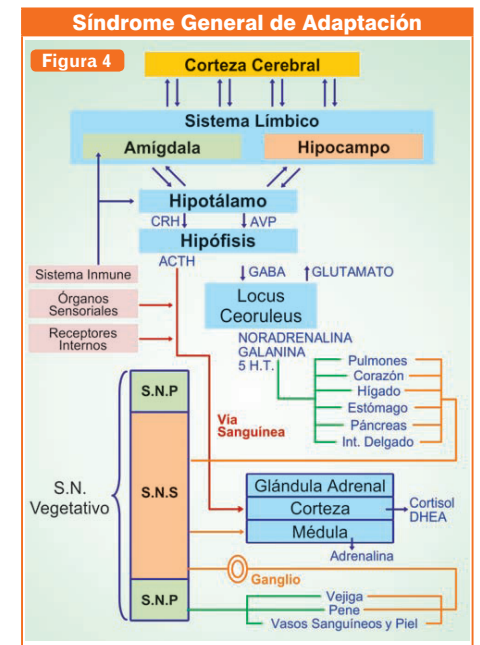 Síndrome General de Adaptación
Figura 4
Corteza Cerebral
Sistema Límbico
Amígdala
Hipocampo
Hipotálamo
CRH
AVP
Hipófisis
ACTH
Sistema Inmune
GABA
GLUTAMATO
Órganos
Sensoriales
Locus
Ceoruleus
Receptores
Internos
NORADRENALINA
GALANINA
5 H.T.
Pulmones
Corazón
Hígado
Estómago
Páncreas
Int. Delgado
Vía
Sanguínea
S.N.P
S.N.S
S.N.P
S.N.
Vegetativo
Glándula Adrenal
Corteza
Médula
Cortisol
DHEA
Adrenalina
Ganglio
Vejiga
Pene
Vasos Sanguíneos y Piel